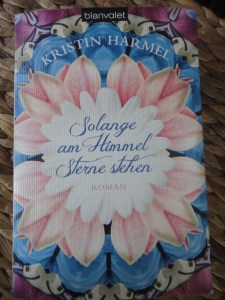 blanvalet
KRISTIN HARMEL
Solange
am Himmel
Sterne stehen
ROMAN